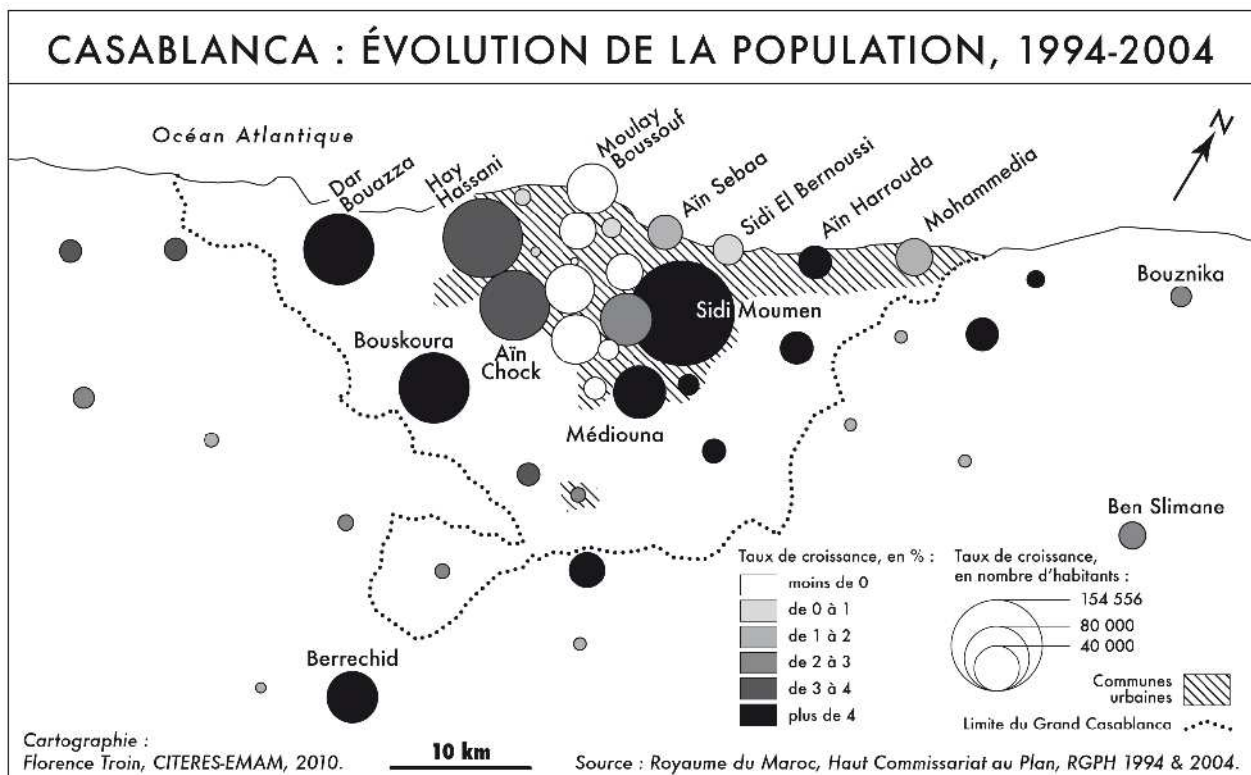 CASABLANCA : ÉVOLUTION DE LA POPULATION, 1994-2004
Océan Atlantique
N
Dar
Bouazza
Hay
Hassani
Moulay
Boussouf
Aïn Sebaa
Sidi El Bernoussi
Aïn Harrouda
Mohammedia
Bouznika
Sidi Moumen
Bouskoura
Aïn
Chock
Médiouna
Ben Slimane
Berrechid
Taux de croissance, en % :
moins de 0
de 0 à 1
de 1 à 2
de 2 à 3
de 3 à 4
plus de 4
Taux de croissance,
en nombre d'habitants :
154 556
80 000
40 000
Communes
urbaines
Limite du Grand Casablanca
Cartographie :
Florence Troin, CITERES-EMAM, 2010.
10 km
Source : Royaume du Maroc, Haut Commissariat au Plan, RGPH 1994 & 2004.